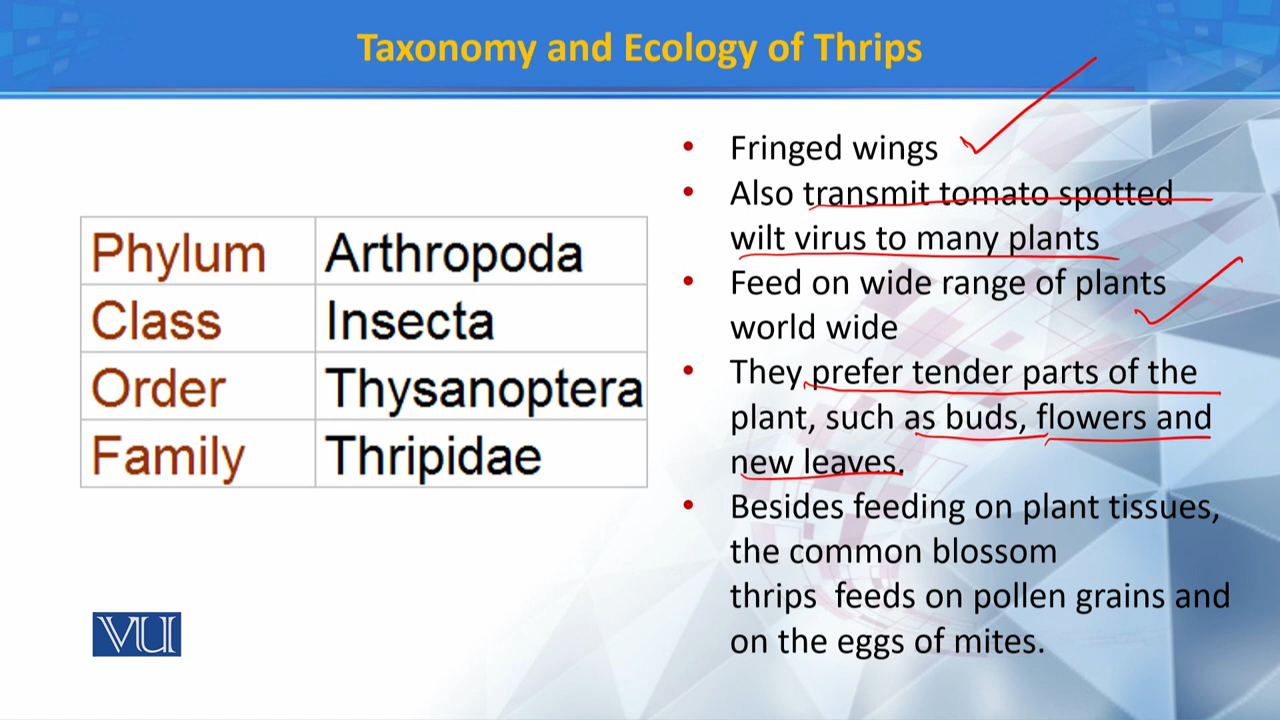 Taxonomy and Ecology of Thrips
Phylum Arthropoda
Class Insecta
Order Thysanoptera
Family Thripidae
• Fringed wings
• Also transmit tomato spotted
wilt virus to many plants
• Feed on wide range of plants
world wide
• They prefer tender parts of the
plant, such as buds, flowers and
new leaves.
• Besides feeding on plant tissues,
the common blossom
thrips feeds on pollen grains and
on the eggs of mites.
VU